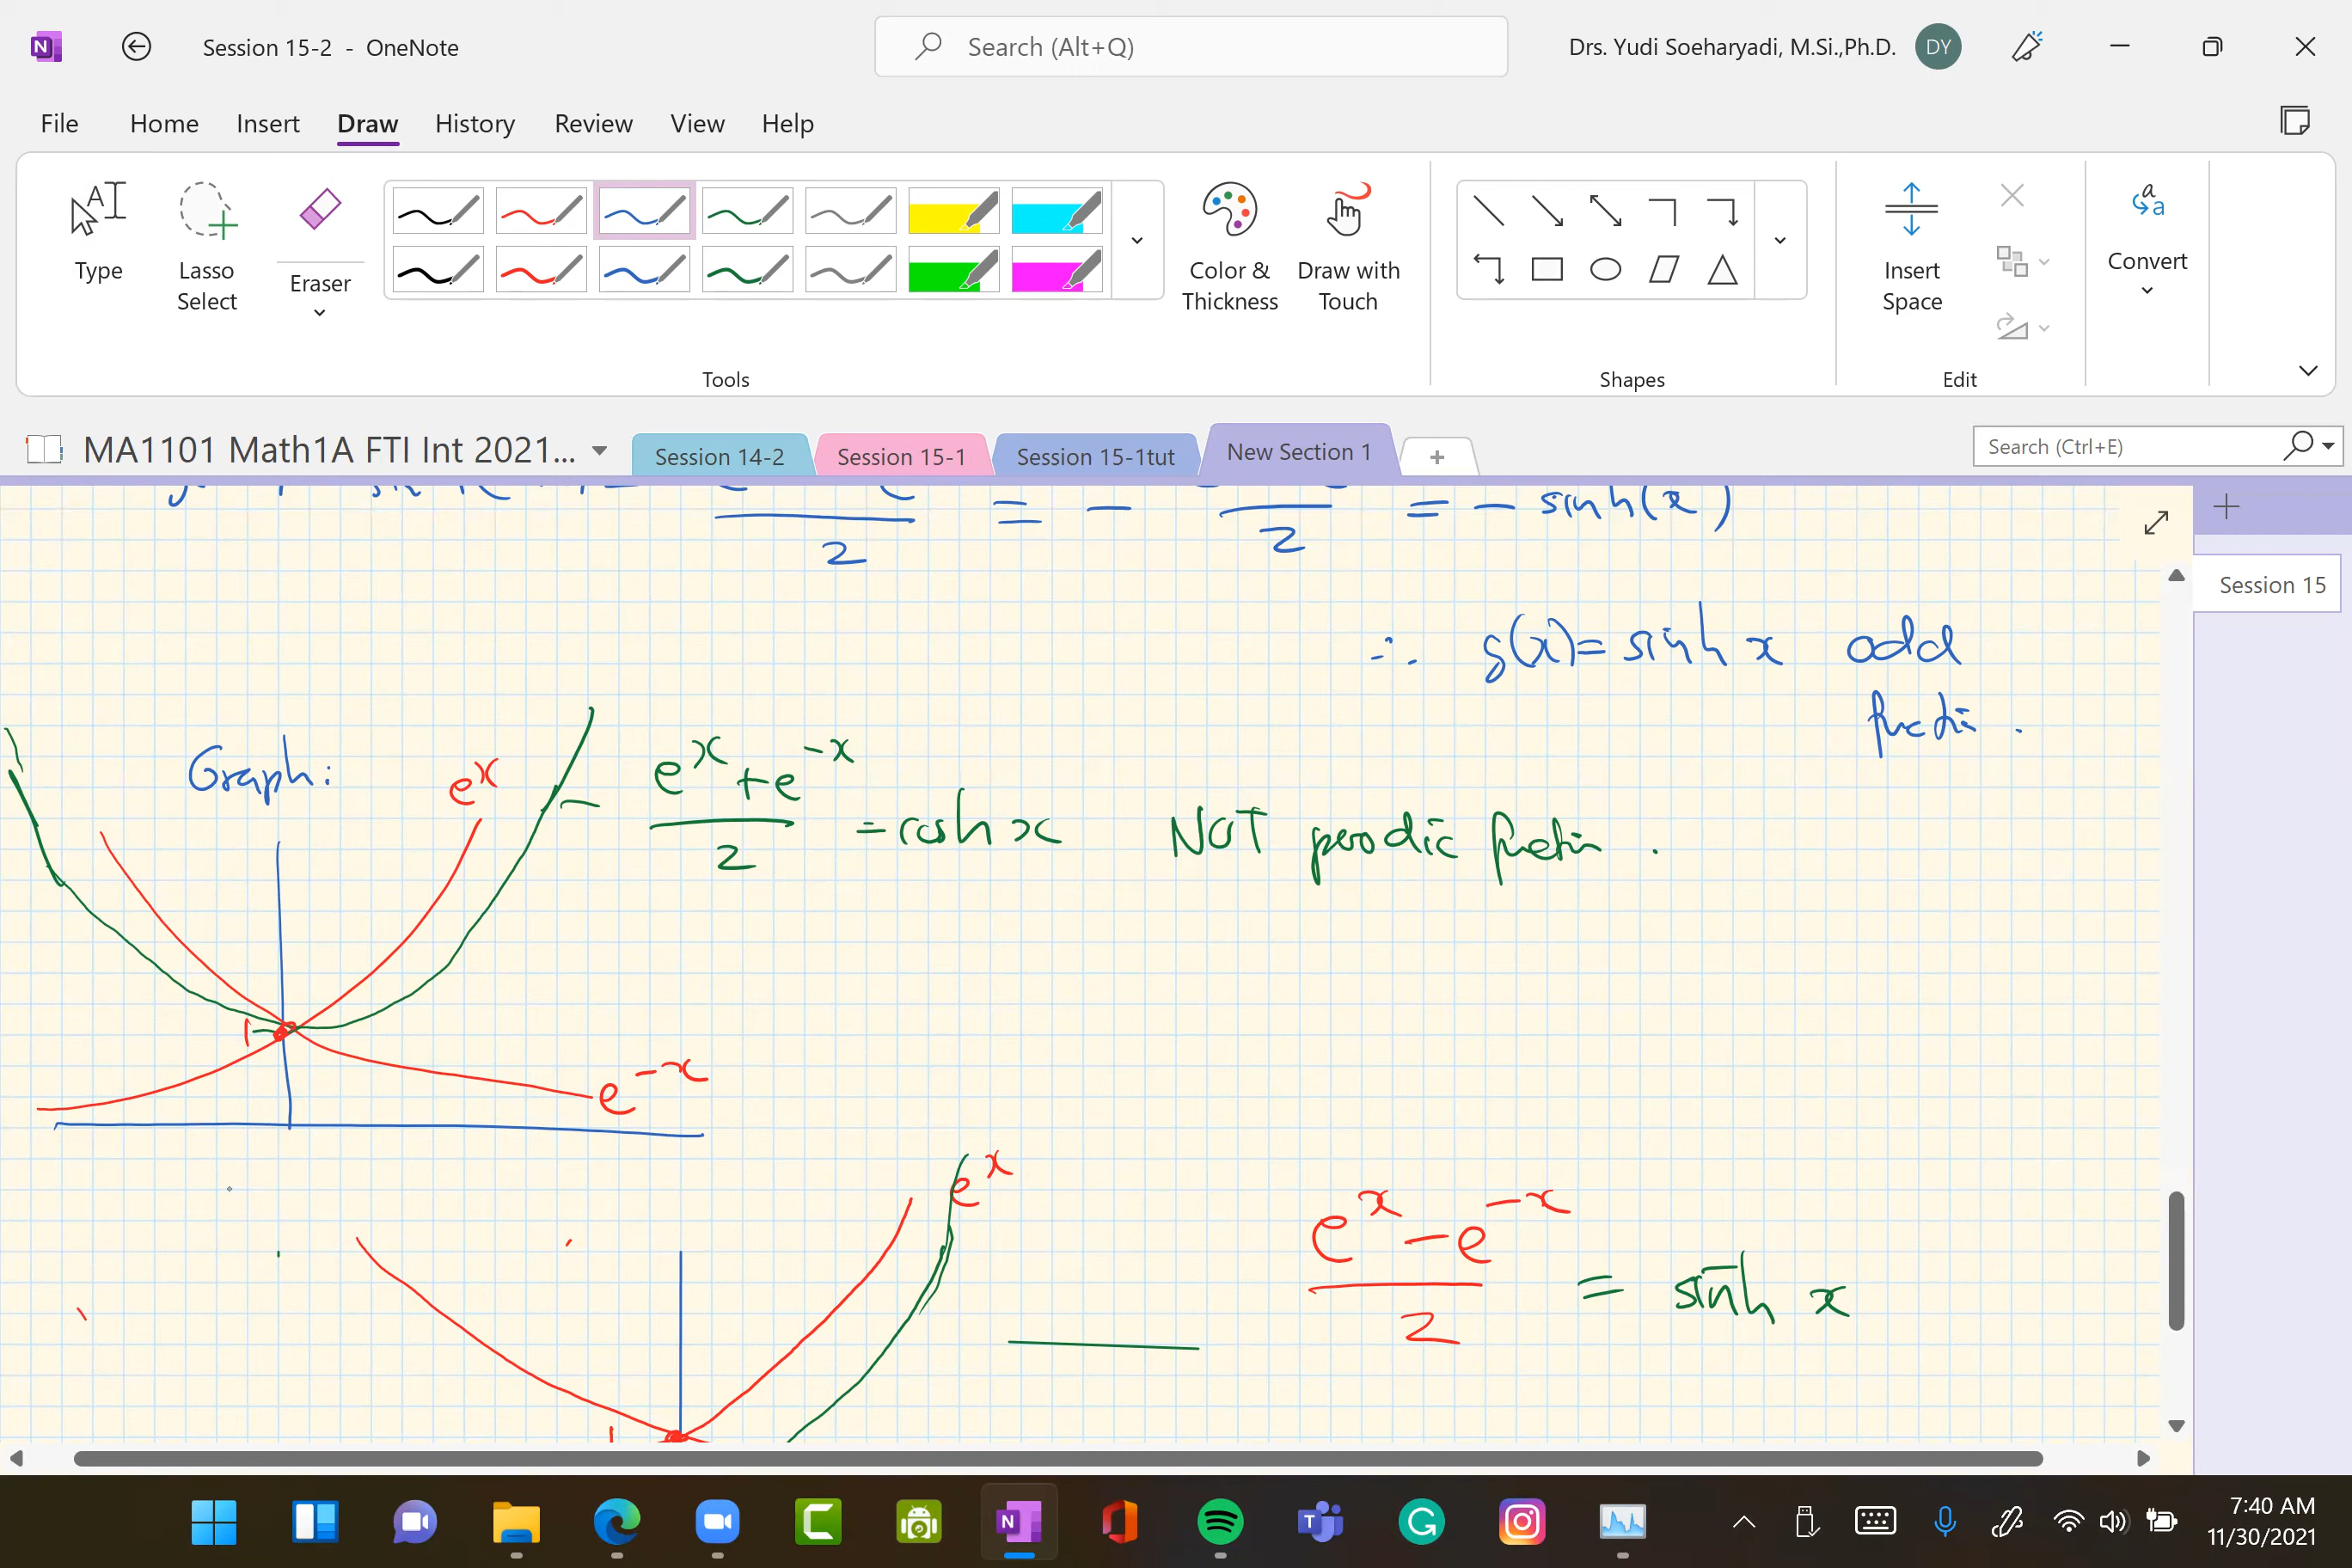 Session 15-2 - OneNote
Search (Alt+Q)
Drs. Yudi Soeharyadi, M.Si.,Ph.D.
DY
File Home Insert Draw History Review View Help
Type
Lasso Select
Eraser
Color & Thickness
Draw with Touch
Insert Space
Convert
Tools
Shapes
Edit
MA1101 Math1A FTI Int 2021...
Session 14-2
Session 15-1
Session 15-1tut
New Section 1
Search (Ctrl+E)
Session 15
2 = - 2 = - sinh(x)
∴ g(x) = sinh x odd
Graph:
e^x
(e^x + e^-x)/2 = cosh x NOT
1
e^-x
e^x
(e^x - e^-x)/2 = sinh x
1
7:40 AM
11/30/2021